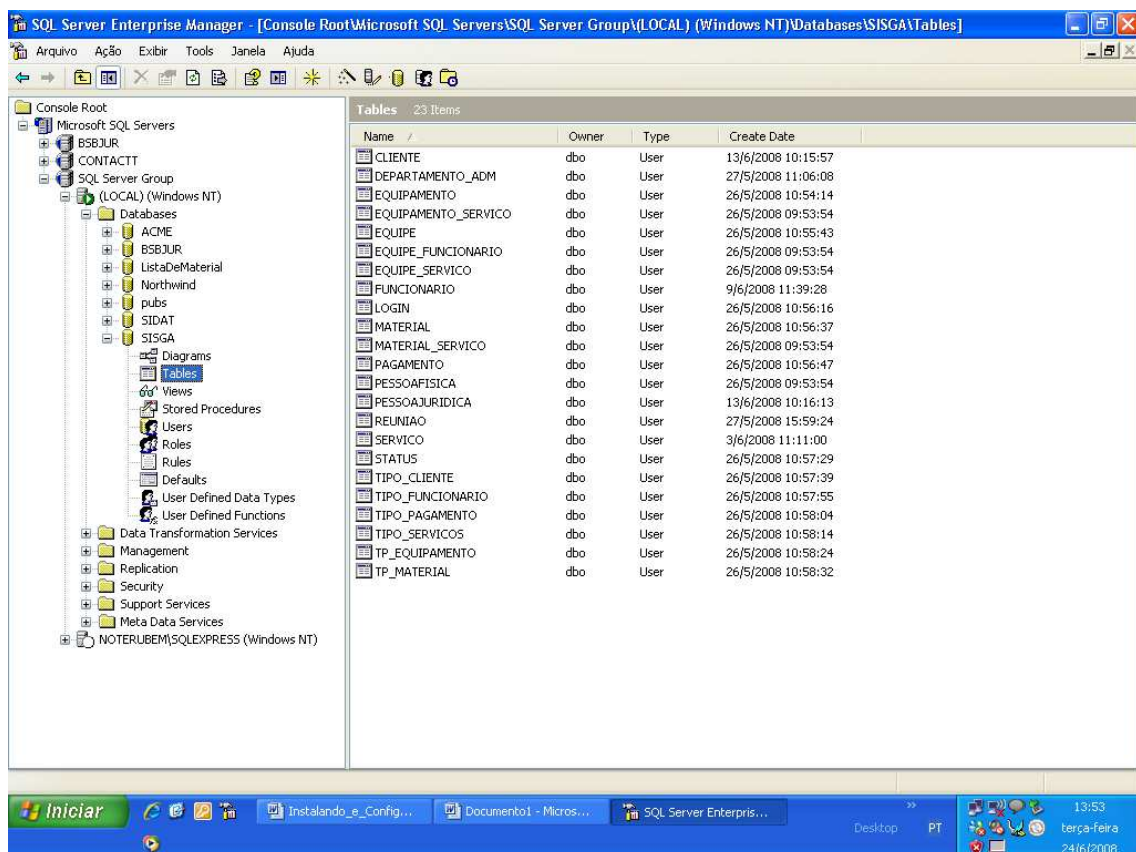 SQL Server Enterprise Manager - [Console Root\Microsoft SQL Servers\SQL Server Group\(LOCAL) (Windows NT)\Databases\SISGA\Tables]
Arquivo Ação Exibir Tools Janela Ajuda
Console Root
Microsoft SQL Servers
BSBJUR
CONTACTT
SQL Server Group
(LOCAL) (Windows NT)
Databases
ACME
BSBJUR
ListaDeMaterial
Northwind
pubs
SIDAT
SISGA
Diagrams
Tables
Views
Stored Procedures
Users
Roles
Rules
Defaults
User Defined Data Types
User Defined Functions
Data Transformation Services
Management
Replication
Security
Support Services
Meta Data Services
NOTERUBEM\SQLEXPRESS (Windows NT)
Tables 23 Items
Name Owner Type Create Date
CLIENTE dbo User 13/6/2008 10:15:57
DEPARTAMENTO_ADM dbo User 27/5/2008 11:06:08
EQUIPAMENTO dbo User 26/5/2008 10:54:14
EQUIPAMENTO_SERVICO dbo User 26/5/2008 09:53:54
EQUIPE dbo User 26/5/2008 10:55:43
EQUIPE_FUNCIONARIO dbo User 26/5/2008 09:53:54
EQUIPE_SERVICO dbo User 26/5/2008 09:53:54
FUNCIONARIO dbo User 9/6/2008 11:39:28
LOGIN dbo User 26/5/2008 10:56:16
MATERIAL dbo User 26/5/2008 10:56:37
MATERIAL_SERVICO dbo User 26/5/2008 09:53:54
PAGAMENTO dbo User 26/5/2008 10:56:47
PESSOAFISICA dbo User 26/5/2008 09:53:54
PESSOAJURIDICA dbo User 13/6/2008 10:16:13
REUNIAO dbo User 27/5/2008 15:59:24
SERVICO dbo User 3/6/2008 11:11:00
STATUS dbo User 26/5/2008 10:57:29
TIPO_CLIENTE dbo User 26/5/2008 10:57:39
TIPO_FUNCIONARIO dbo User 26/5/2008 10:57:55
TIPO_PAGAMENTO dbo User 26/5/2008 10:58:04
TIPO_SERVICOS dbo User 26/5/2008 10:58:14
TP_EQUIPAMENTO dbo User 26/5/2008 10:58:24
TP_MATERIAL dbo User 26/5/2008 10:58:32
Iniciar Instalando_e_Config... Documento1 - Micros... SQL Server Enterpris... » 13:53
Desktop PT terça-feira
24/6/2008